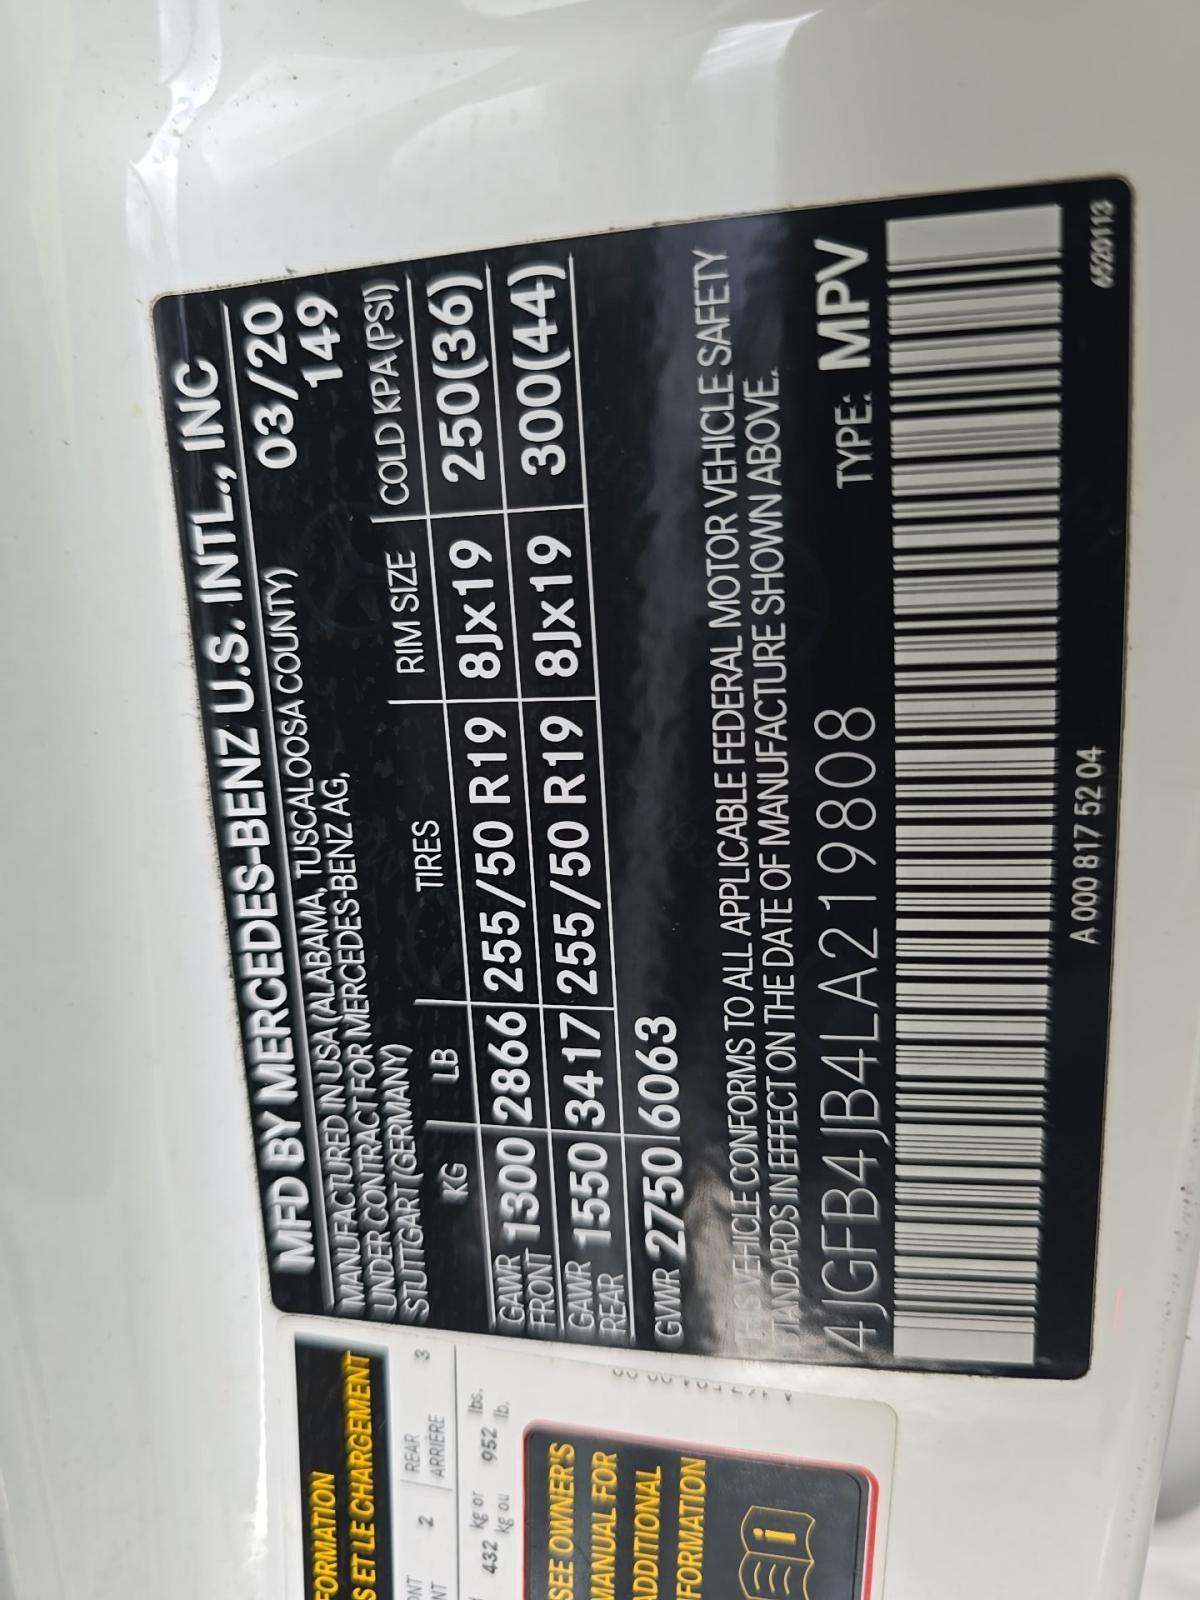 MFD BY MERCEDES-BENZ U.S. INTL., INC
MANUFACTURED IN USA (ALABAMA, TUSCALOOSA COUNTY) 03/20
UNDER CONTRACT FOR MERCEDES-BENZ AG, 149
STUTTGART (GERMANY)
KG LB TIRES RIM SIZE COLD KPA (PSI)
GAWR FRONT 1300 2866 255/50 R19 8Jx19 250(36)
GAWR REAR 1550 3417 255/50 R19 8Jx19 300(44)
GVWR 2750 6063
THIS VEHICLE CONFORMS TO ALL APPLICABLE FEDERAL MOTOR VEHICLE SAFETY
STANDARDS IN EFFECT ON THE DATE OF MANUFACTURE SHOWN ABOVE.
4JGFB4JB4LA219808 TYPE: MPV
A 000 817 52 04 6520113
ET LE CHARGEMENT
2 REAR 3
ARRIÈRE
432 kg or 952 lbs.
kg ou lb.
SEE OWNER'S
MANUAL FOR
ADDITIONAL
INFORMATION